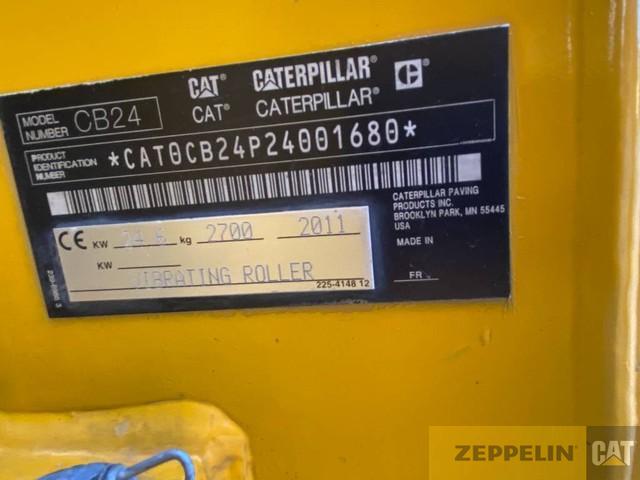 CAT® CATERPILLAR® C
CAT® CATERPILLAR®
MODEL NUMBER CB24
PRODUCT IDENTIFICATION NUMBER *CAT0CB24P24001680*
CATERPILLAR PAVING
PRODUCTS INC.
BROOKLYN PARK, MN 55445
USA
CE KW kg 2700 2011
MADE IN
KW
FR
VIBRATING ROLLER
225-4148 12
ZEPPELIN CAT